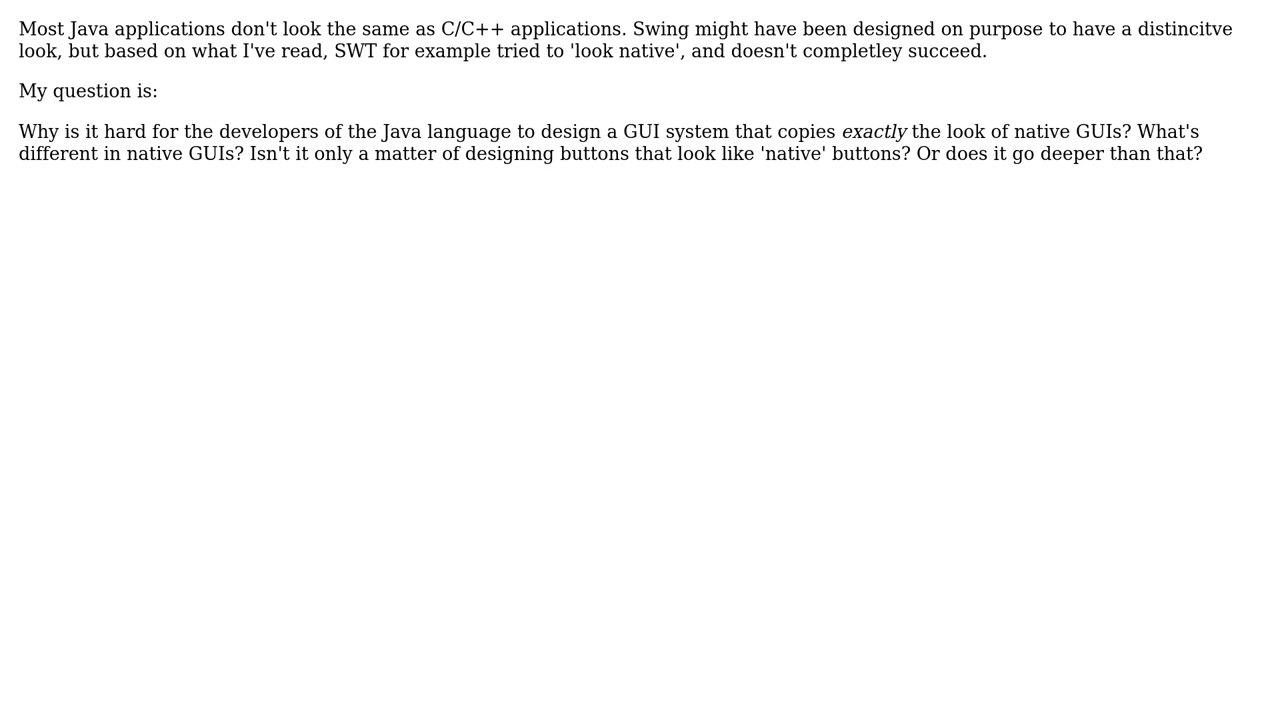 Most Java applications don't look the same as C/C++ applications. Swing might have been designed on purpose to have a distincitve
look, but based on what I've read, SWT for example tried to 'look native', and doesn't completley succeed.
My question is:
Why is it hard for the developers of the Java language to design a GUI system that copies exactly the look of native GUIs? What's
different in native GUIs? Isn't it only a matter of designing buttons that look like 'native' buttons? Or does it go deeper than that?